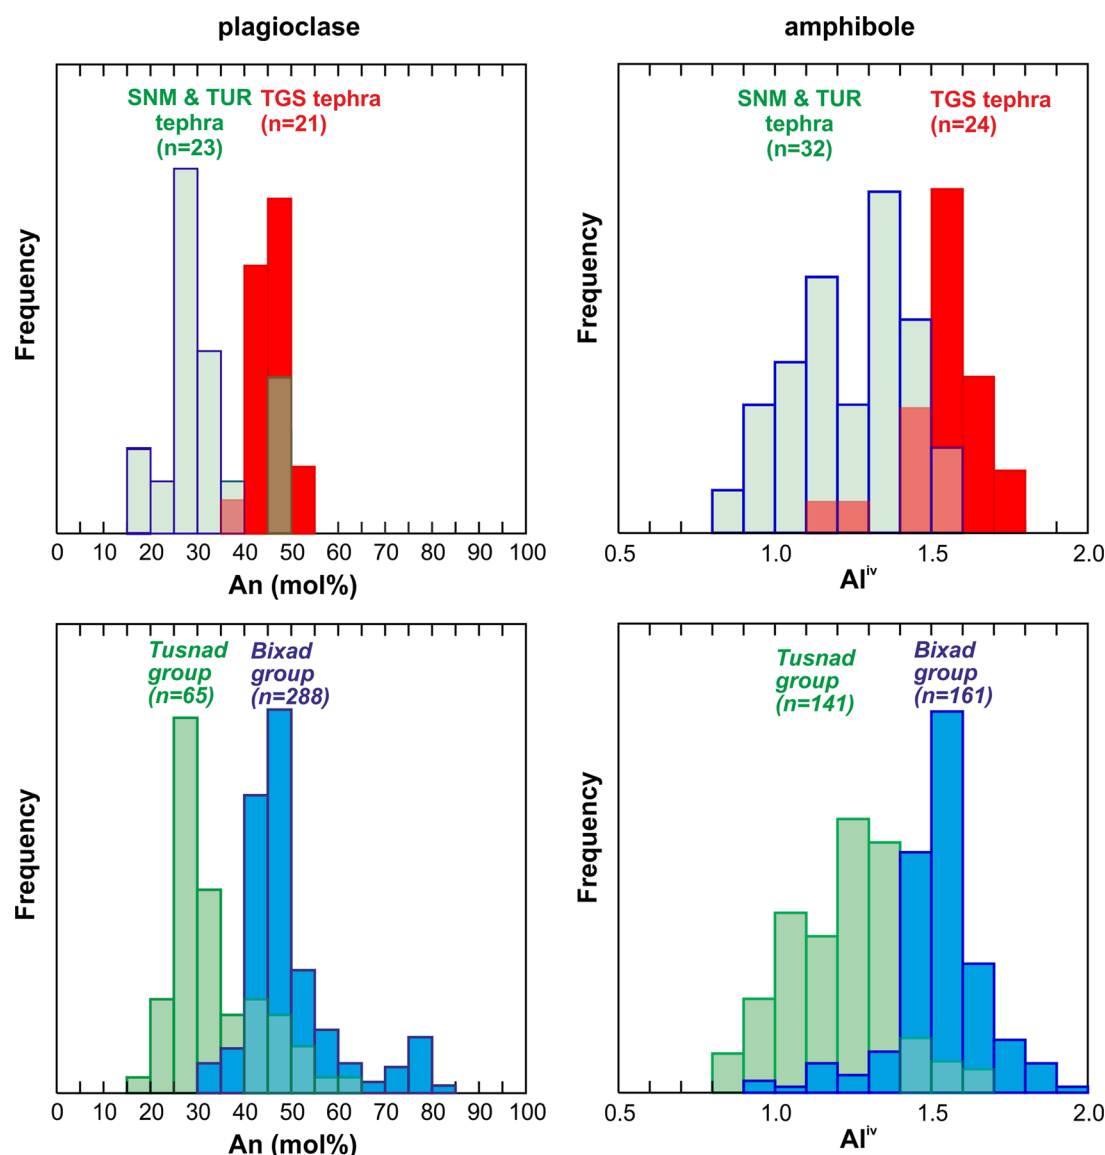 plagioclase
amphibole
SNM & TUR
tephra
(n=23)
TGS tephra
(n=21)
Frequency
0 10 20 30 40 50 60 70 80 90 100
An (mol%)
SNM & TUR
tephra
(n=32)
TGS tephra
(n=24)
Frequency
0.5 1.0 1.5 2.0
Al^iv
Tusnad
group
(n=65)
Bixad
group
(n=288)
Frequency
0 10 20 30 40 50 60 70 80 90 100
An (mol%)
Tusnad
group
(n=141)
Bixad
group
(n=161)
Frequency
0.5 1.0 1.5 2.0
Al^iv